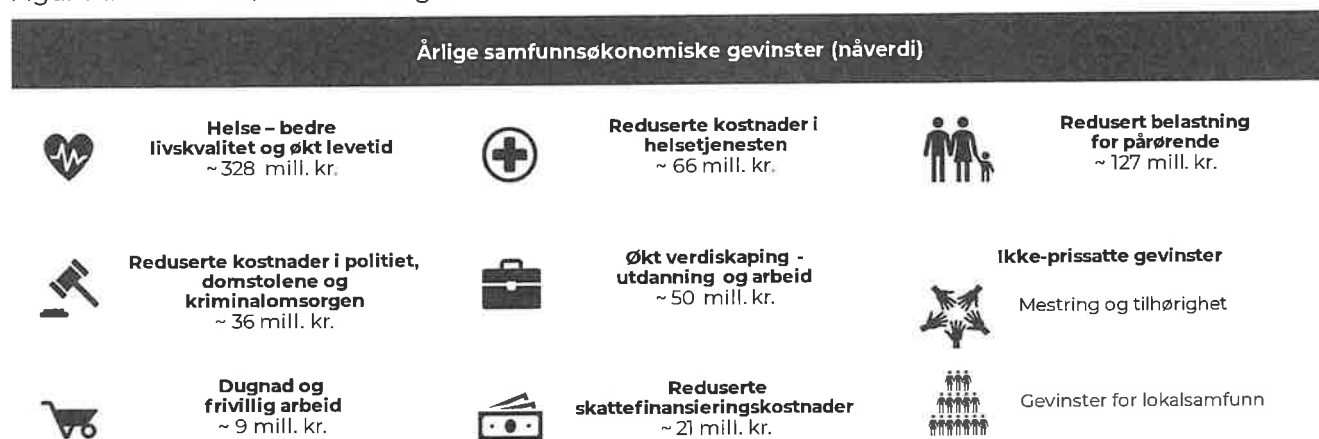 Årlige samfunnsøkonomiske gevinster (nåverdi)
Helse – bedre
livskvalitet og økt levetid
~ 328 mill. kr.
Reduserte kostnader i
helsetjenesten
~ 66 mill. kr.
Redusert belastning
for pårørende
~ 127 mill. kr.
Reduserte kostnader i politiet,
domstolene og
kriminalomsorgen
~ 36 mill. kr.
Økt verdiskaping -
utdanning og arbeid
~ 50 mill. kr.
Ikke-prissatte gevinster
Mestring og tilhørighet
Dugnad og
frivillig arbeid
~ 9 mill. kr.
Reduserte
skattefinansieringskostnader
~ 21 mill. kr.
Gevinster for lokalsamfunn